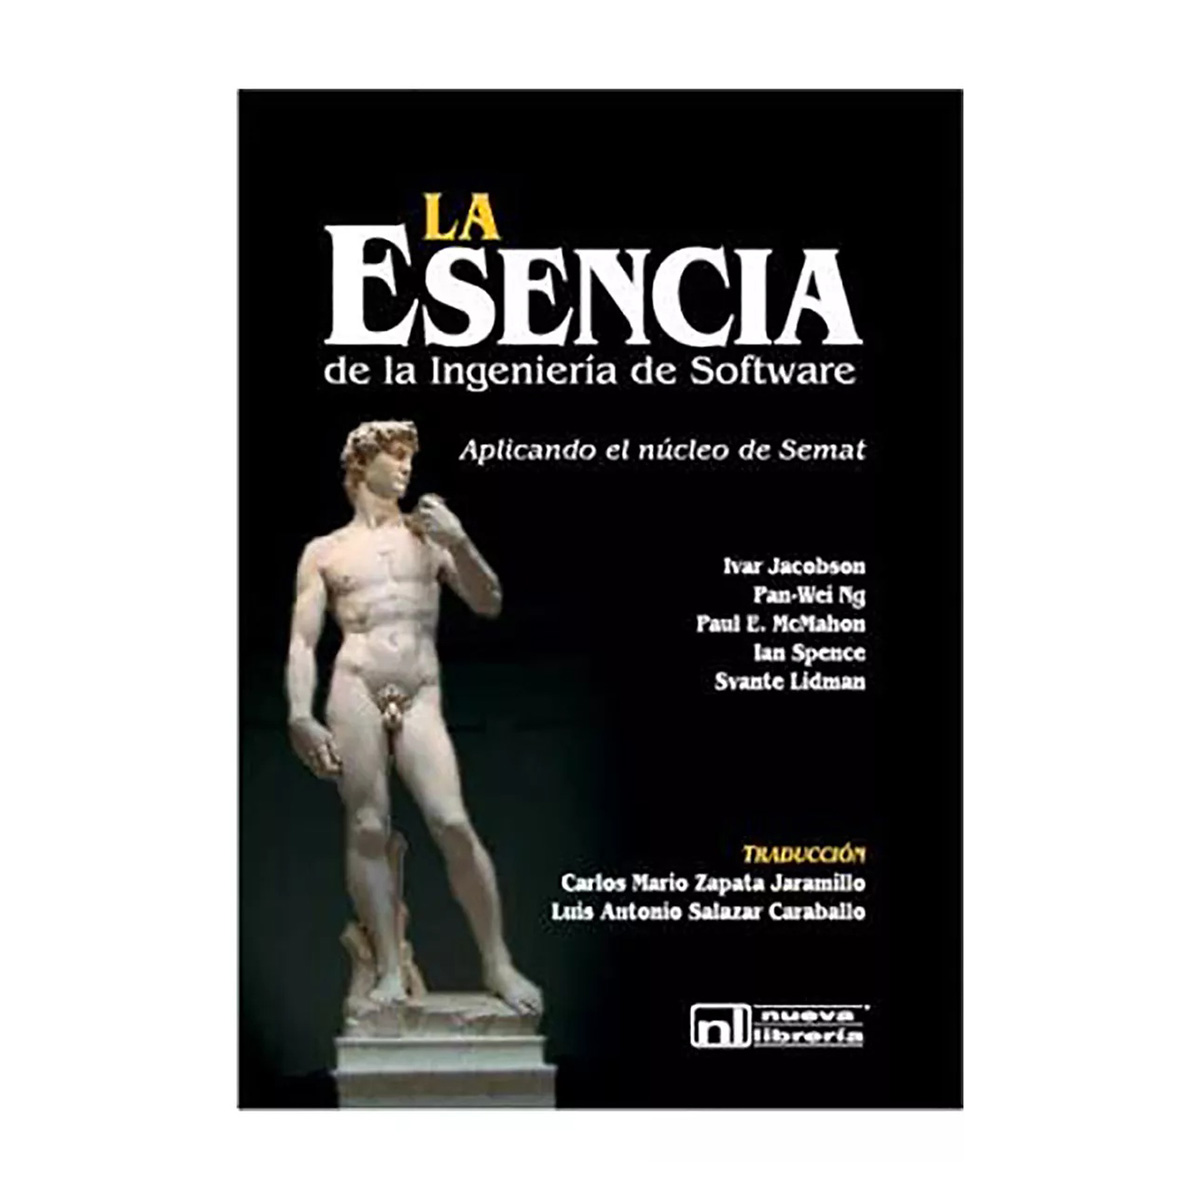 LA
ESENCIA
de la Ingeniería de Software
Aplicando el núcleo de Semat
Ivar Jacobson
Pan-Wei Ng
Paul E. McMahon
Ian Spence
Svante Lidman
TRADUCCIÓN
Carlos Mario Zapata Jaramillo
Luis Antonio Salazar Caraballo
nl nueva
librería